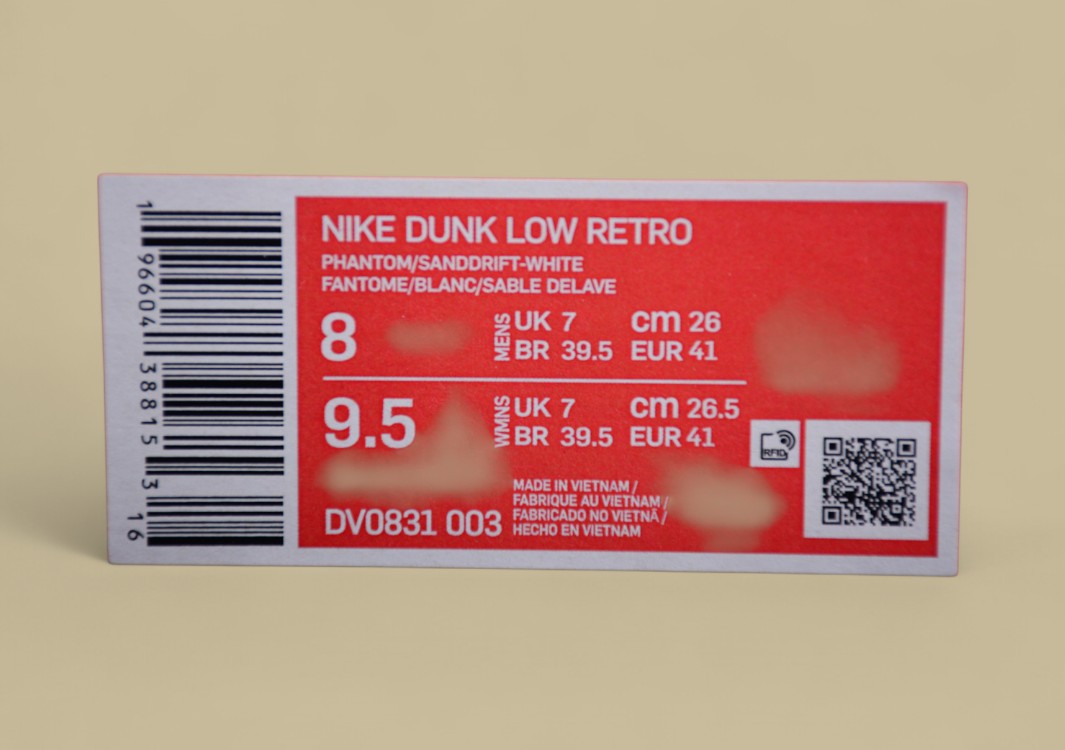 NIKE DUNK LOW RETRO
PHANTOM/SANDDRIFT-WHITE
FANTOME/BLANC/SABLE DELAVE
8 MENS UK 7 cm 26
BR 39.5 EUR 41
9.5 WMNS UK 7 cm 26.5
BR 39.5 EUR 41
RFID
MADE IN VIETNAM /
FABRIQUE AU VIETNAM /
FABRICADO NO VIETNÃ /
HECHO EN VIETNAM
DV0831 003
1 96604 38815 3 16